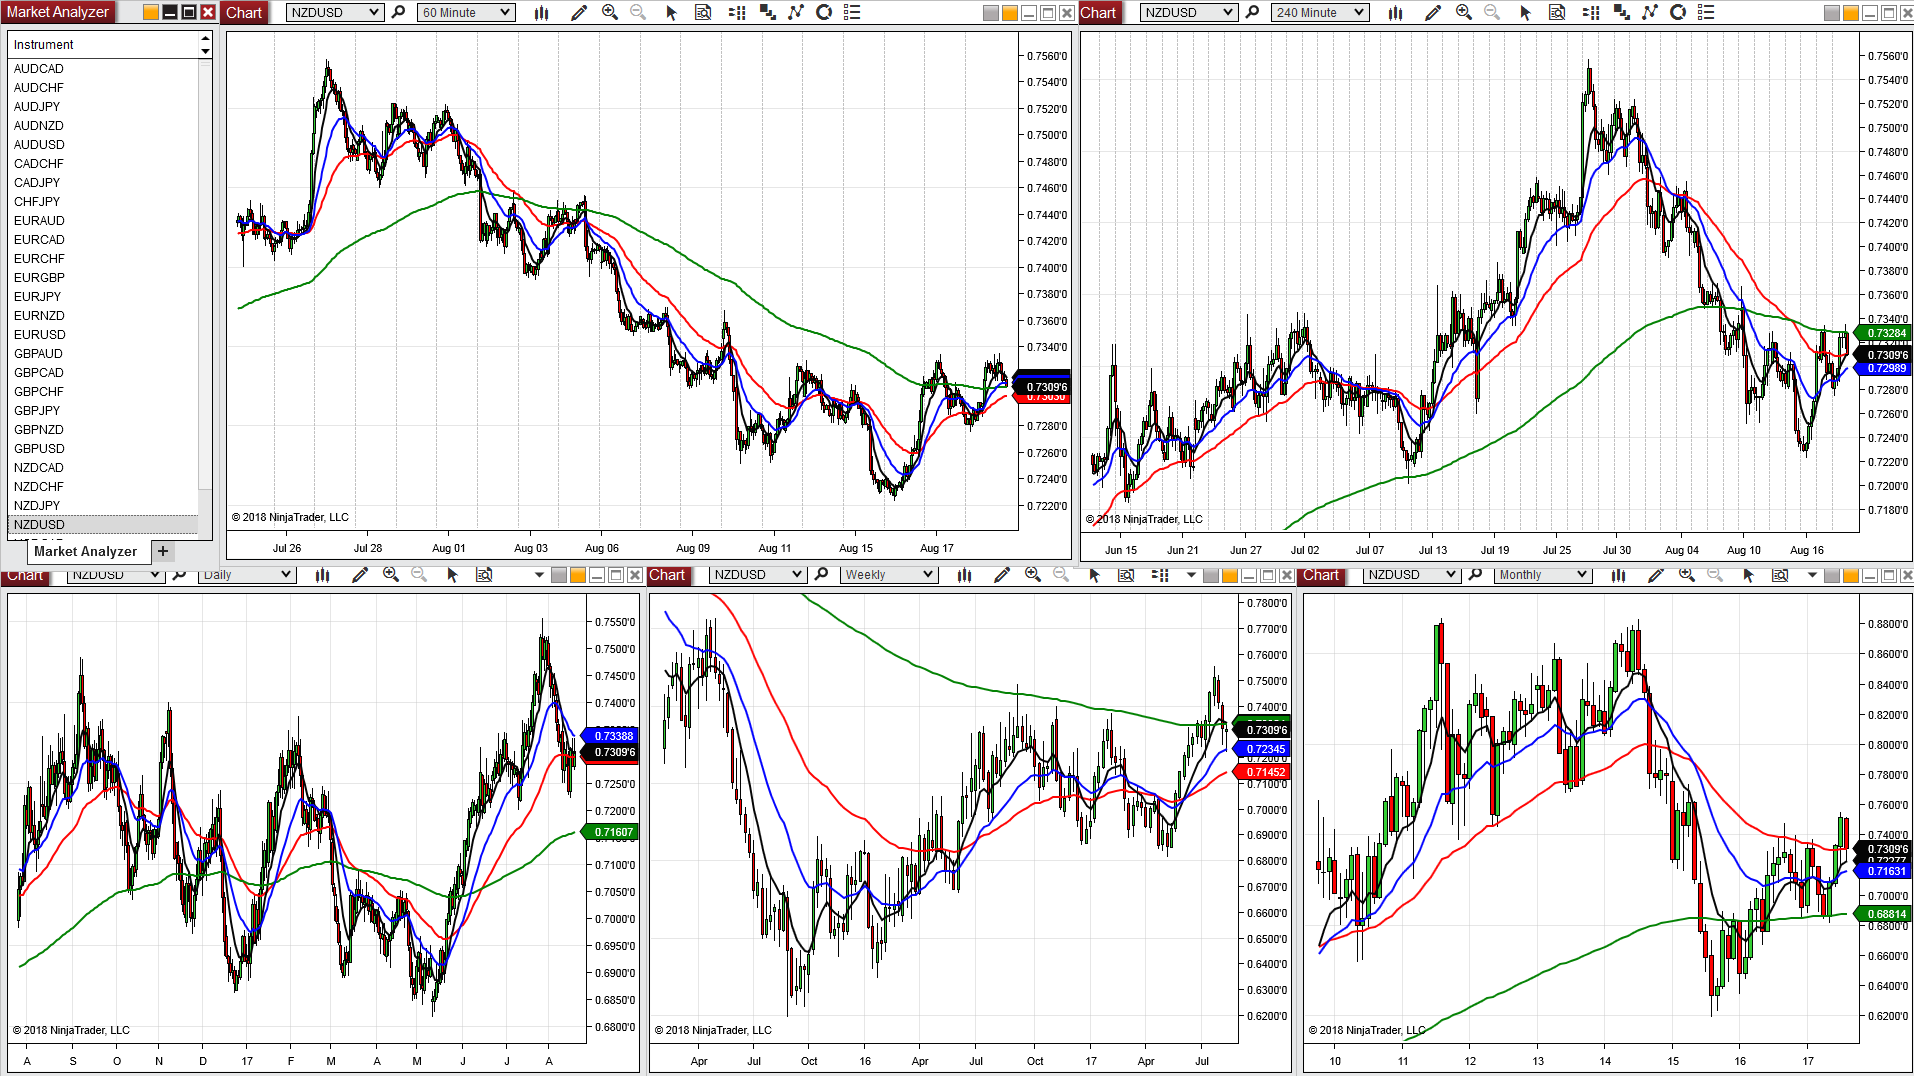 Market Analyzer
Instrument
AUDCAD
AUDCHF
AUDJPY
AUDNZD
AUDUSD
CADCHF
CADJPY
CHFJPY
EURAUD
EURCAD
EURCHF
EURGBP
EURJPY
EURNZD
EURUSD
GBPAUD
GBPCAD
GBPCHF
GBPJPY
GBPNZD
GBPUSD
NZDCAD
NZDCHF
NZDJPY
NZDUSD
Market Analyzer +
Chart NZDUSD 60 Minute
0.7560'0
0.7540'0
0.7520'0
0.7500'0
0.7480'0
0.7460'0
0.7440'0
0.7420'0
0.7400'0
0.7380'0
0.7360'0
0.7340'0
0.7309'6
0.7280'0
0.7260'0
0.7240'0
0.7220'0
© 2018 NinjaTrader, LLC
Jul 26 Jul 28 Aug 01 Aug 03 Aug 06 Aug 09 Aug 11 Aug 15 Aug 17
Chart NZDUSD 240 Minute
0.7560'0
0.7540'0
0.7520'0
0.7500'0
0.7480'0
0.7460'0
0.7440'0
0.7420'0
0.7400'0
0.7380'0
0.7360'0
0.7340'0
0.73284
0.7309'6
0.72989
0.7280'0
0.7260'0
0.7240'0
0.7220'0
0.7200'0
0.7180'0
© 2018 NinjaTrader, LLC
Jun 15 Jun 21 Jun 27 Jul 02 Jul 07 Jul 13 Jul 19 Jul 25 Jul 30 Aug 04 Aug 10 Aug 16
Chart NZDUSD Daily
0.7550'0
0.7500'0
0.7450'0
0.7400'0
0.73388
0.7309'6
0.7250'0
0.7200'0
0.71607
0.7100'0
0.7050'0
0.7000'0
0.6950'0
0.6900'0
0.6850'0
0.6800'0
© 2018 NinjaTrader, LLC
A S O N D 17 F M A M J J A
Chart NZDUSD Weekly
0.7800'0
0.7700'0
0.7600'0
0.7500'0
0.7400'0
0.7309'6
0.72345
0.7200'0
0.71452
0.7100'0
0.7000'0
0.6900'0
0.6800'0
0.6700'0
0.6600'0
0.6500'0
0.6400'0
0.6300'0
0.6200'0
© 2018 NinjaTrader, LLC
Apr Jul Oct 16 Apr Jul Oct 17 Apr Jul
Chart NZDUSD Monthly
0.8800'0
0.8600'0
0.8400'0
0.8200'0
0.8000'0
0.7800'0
0.7600'0
0.7400'0
0.7309'6
0.71631
0.7000'0
0.68814
0.6800'0
0.6600'0
0.6400'0
0.6200'0
© 2018 NinjaTrader, LLC
10 11 12 13 14 15 16 17